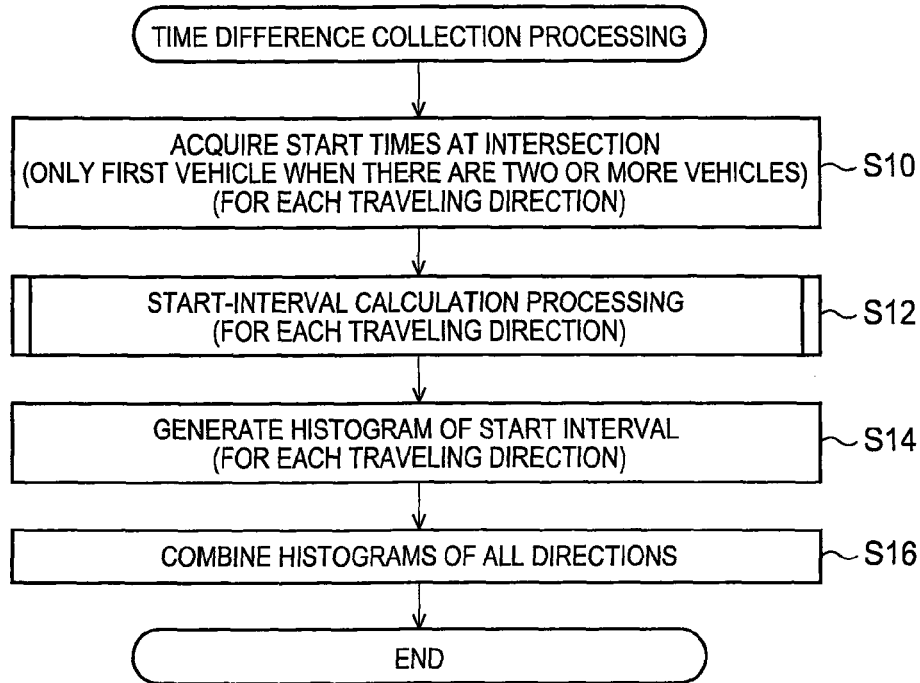 TIME DIFFERENCE COLLECTION PROCESSING
ACQUIRE START TIMES AT INTERSECTION
(ONLY FIRST VEHICLE WHEN THERE ARE TWO OR MORE VEHICLES)
(FOR EACH TRAVELING DIRECTION)
S10
START-INTERVAL CALCULATION PROCESSING
(FOR EACH TRAVELING DIRECTION)
S12
GENERATE HISTOGRAM OF START INTERVAL
(FOR EACH TRAVELING DIRECTION)
S14
COMBINE HISTOGRAMS OF ALL DIRECTIONS
S16
END